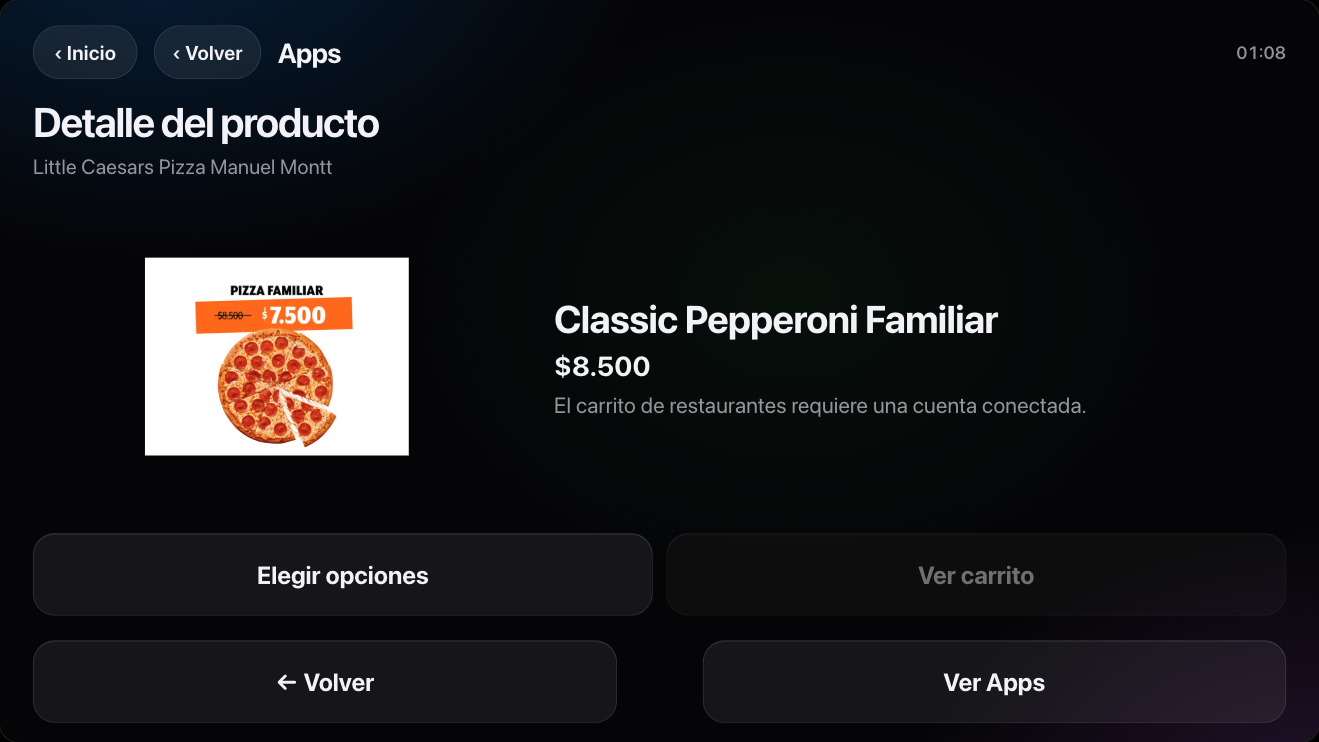 ‹ Inicio
‹ Volver
Apps
01:08
Detalle del producto
Little Caesars Pizza Manuel Montt
PIZZA FAMILIAR
$8.500 $7.500
Classic Pepperoni Familiar
$8.500
El carrito de restaurantes requiere una cuenta conectada.
Elegir opciones
Ver carrito
← Volver
Ver Apps